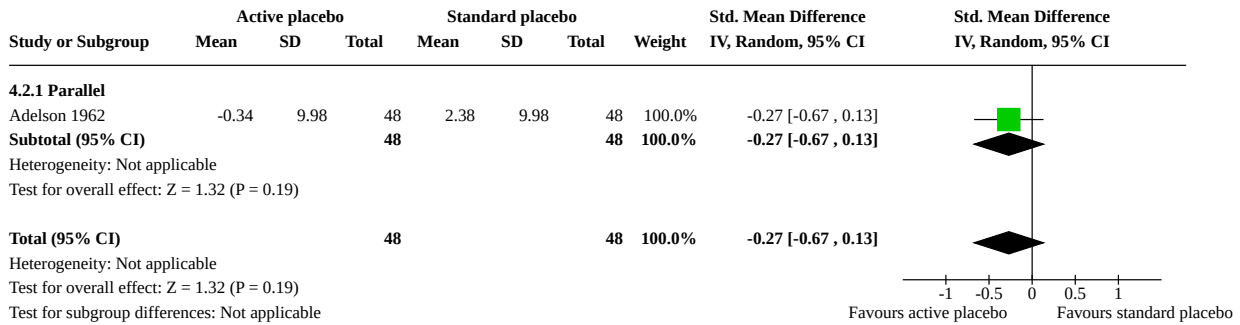 Active placebo Standard placebo Std. Mean Difference Std. Mean Difference
Study or Subgroup Mean SD Total Mean SD Total Weight IV, Random, 95% CI IV, Random, 95% CI
4.2.1 Parallel
Adelson 1962 -0.34 9.98 48 2.38 9.98 48 100.0% -0.27 [-0.67 , 0.13]
Subtotal (95% CI) 48 48 100.0% -0.27 [-0.67 , 0.13]
Heterogeneity: Not applicable
Test for overall effect: Z = 1.32 (P = 0.19)
Total (95% CI) 48 48 100.0% -0.27 [-0.67 , 0.13]
Heterogeneity: Not applicable
Test for overall effect: Z = 1.32 (P = 0.19) -1 -0.5 0 0.5 1
Test for subgroup differences: Not applicable Favours active placebo Favours standard placebo